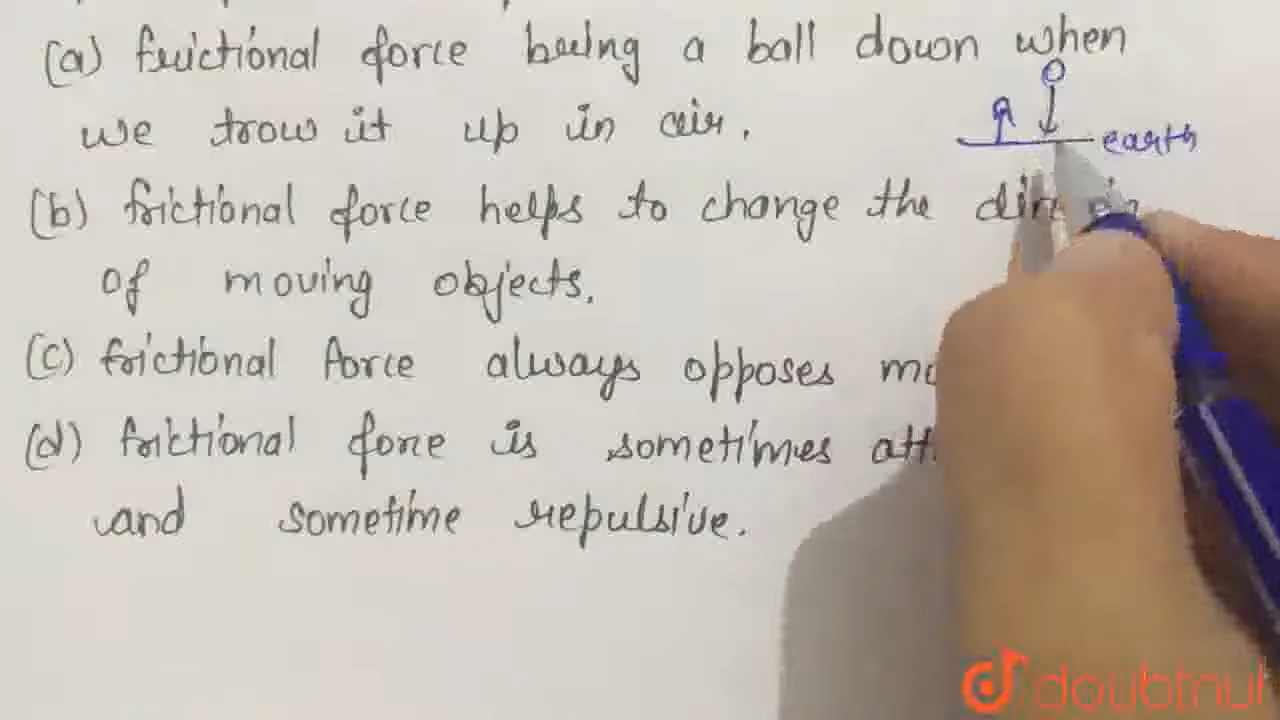 (a) frictional force being a ball down when
we trow it up in air.
earth
(b) frictional force helps to change the
of moving objects.
(c) frictional force always opposes
(d) frictional force is sometimes
and sometime repulsive.
doubtnut